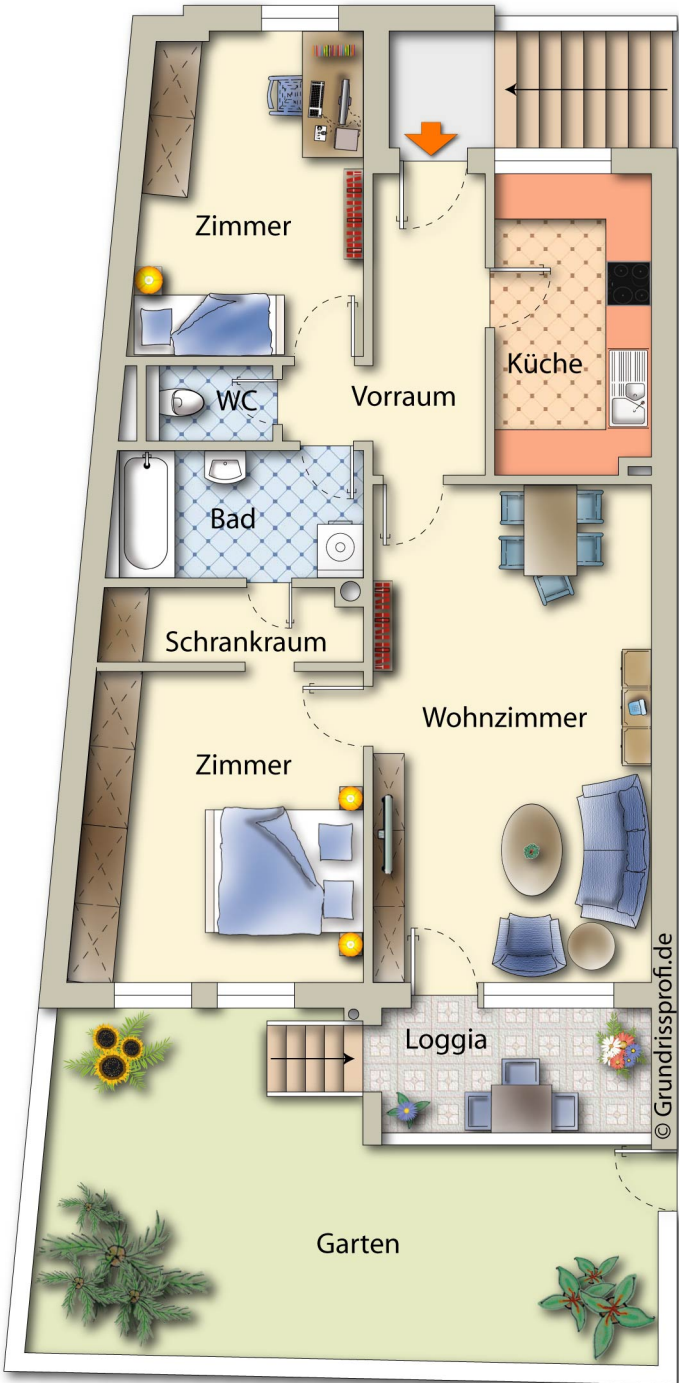 Zimmer
Küche
WC
Vorraum
Bad
Schrankraum
Wohnzimmer
Zimmer
Loggia
© Grundrissprofi.de
Garten